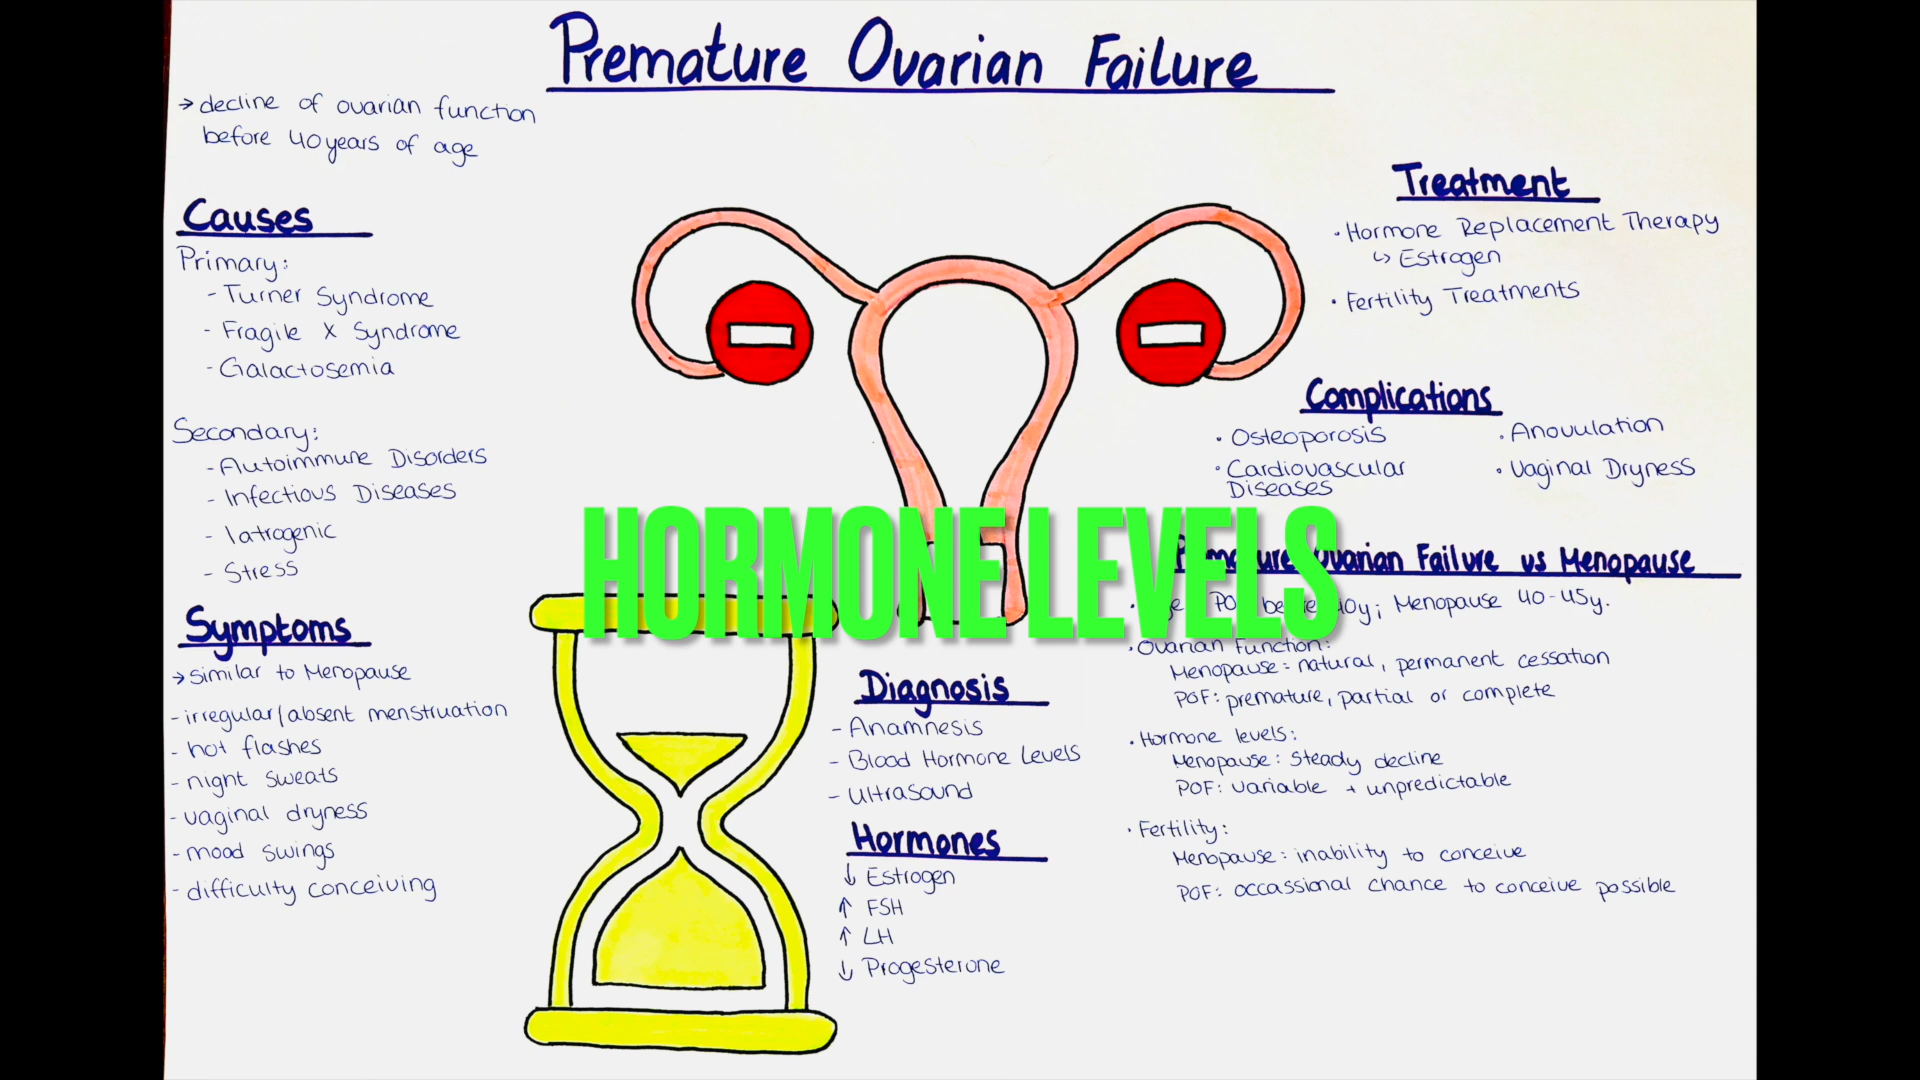 Premature Ovarian Failure
→ decline of ovarian function
before 40 years of age
Causes
Primary:
- Turner Syndrome
- Fragile X Syndrome
- Galactosemia
Secondary:
- Autoimmune Disorders
- Infectious Diseases
- Iatrogenic
- Stress
Symptoms
→ similar to Menopause
- irregular/absent menstruation
- hot flashes
- night sweats
- vaginal dryness
- mood swings
- difficulty conceiving
HORMONE LEVELS
Diagnosis
- Anamnesis
- Blood Hormone Levels
- Ultrasound
Hormones
↓ Estrogen
↑ FSH
↑ LH
↓ Progesterone
Treatment
· Hormone Replacement Therapy
↳ Estrogen
· Fertility Treatments
Complications
· Osteoporosis
· Cardiovascular
Diseases
· Anovulation
· Vaginal Dryness
Premature Ovarian Failure vs Menopause
40y; Menopause 40-45y.
· Ovarian Function:
Menopause: natural, permanent cessation
POF: premature, partial or complete
· Hormone levels:
Menopause: Steady decline
POF: variable + unpredictable
· Fertility:
Menopause: inability to conceive
POF: occassional chance to conceive possible